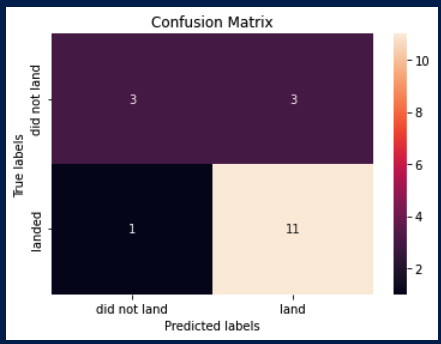 Confusion Matrix
True labels
did not land
landed
3
3
1
11
did not land
land
Predicted labels
10
8
6
4
2